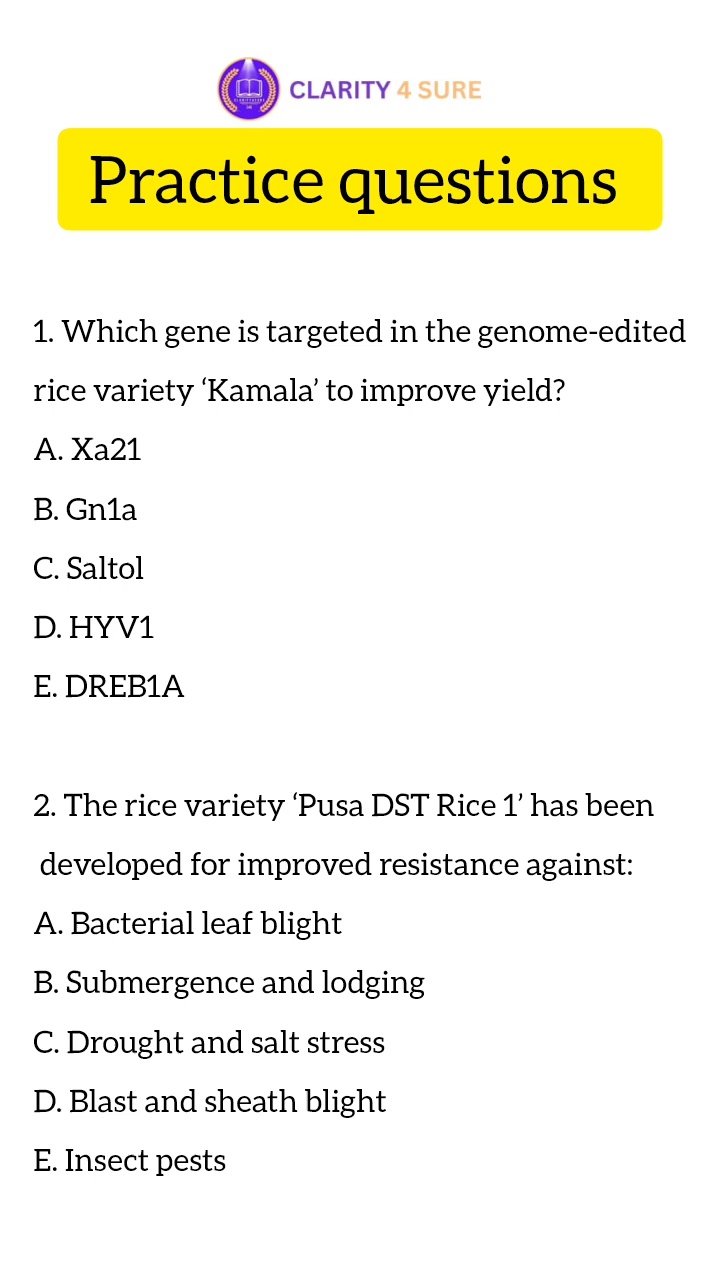 CLARITY 4 SURE
Practice questions
1. Which gene is targeted in the genome-edited
rice variety ‘Kamala’ to improve yield?
A. Xa21
B. Gn1a
C. Saltol
D. HYV1
E. DREB1A
2. The rice variety ‘Pusa DST Rice 1’ has been
developed for improved resistance against:
A. Bacterial leaf blight
B. Submergence and lodging
C. Drought and salt stress
D. Blast and sheath blight
E. Insect pests